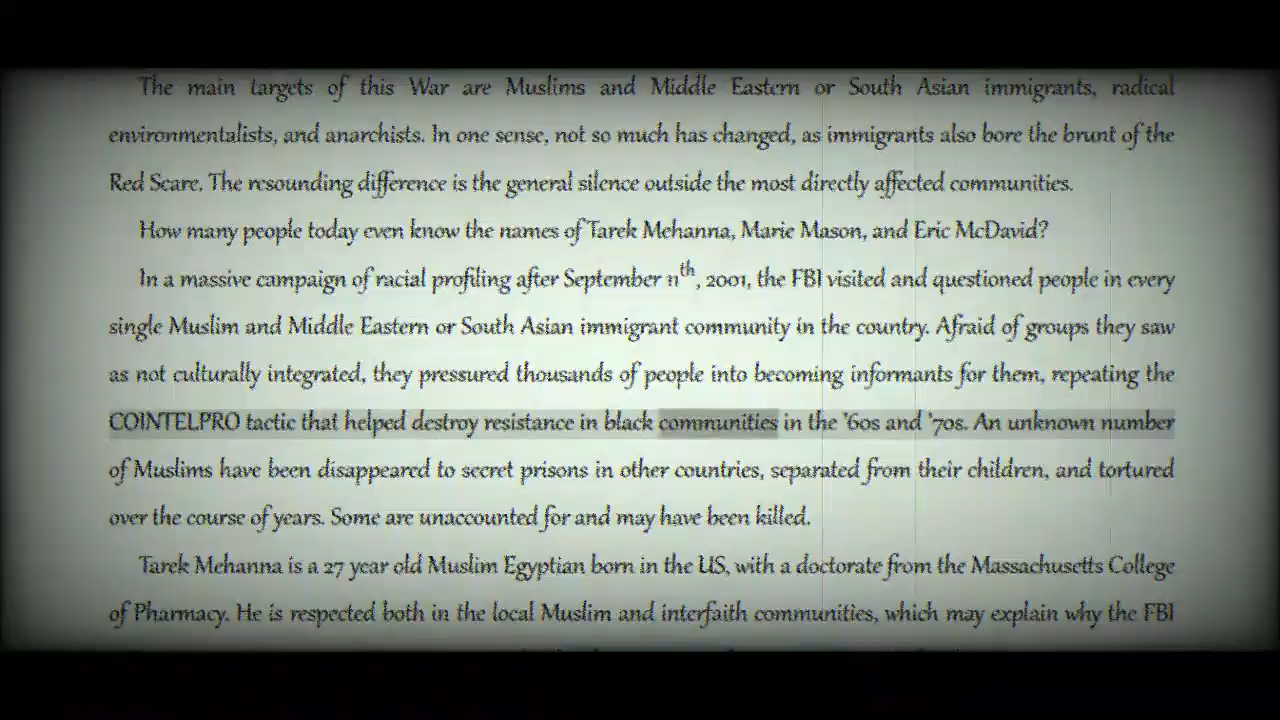 The main targets of this War are Muslims and Middle Eastern or South Asian immigrants, radical
environmentalists, and anarchists. In one sense, not so much has changed, as immigrants also bore the brunt of the
Red Scare. The resounding difference is the general silence outside the most directly affected communities.
How many people today even know the names of Tarek Mehanna, Marie Mason, and Eric McDavid?
In a massive campaign of racial profiling after September 11th, 2001, the FBI visited and questioned people in every
single Muslim and Middle Eastern or South Asian immigrant community in the country. Afraid of groups they saw
as not culturally integrated, they pressured thousands of people into becoming informants for them, repeating the
COINTELPRO tactic that helped destroy resistance in black communities in the '60s and '70s. An unknown number
of Muslims have been disappeared to secret prisons in other countries, separated from their children, and tortured
over the course of years. Some are unaccounted for and may have been killed.
Tarek Mehanna is a 27 year old Muslim Egyptian born in the US, with a doctorate from the Massachusetts College
of Pharmacy. He is respected both in the local Muslim and interfaith communities, which may explain why the FBI